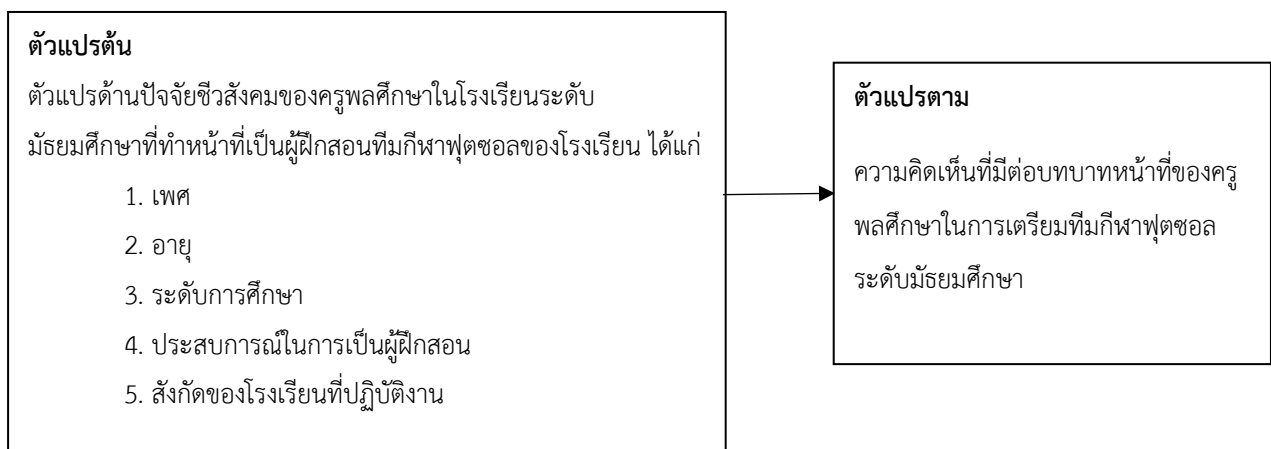 ตัวแปรต้น
ตัวแปรด้านปัจจัยชีวสังคมของครูพลศึกษาในโรงเรียนระดับ
มัธยมศึกษาที่ทำหน้าที่เป็นผู้ฝึกสอนทีมกีฬาฟุตซอลของโรงเรียน ได้แก่
1. เพศ
2. อายุ
3. ระดับการศึกษา
4. ประสบการณ์ในการเป็นผู้ฝึกสอน
5. สังกัดของโรงเรียนที่ปฏิบัติงาน
ตัวแปรตาม
ความคิดเห็นที่มีต่อบทบาทหน้าที่ของครู
พลศึกษาในการเตรียมทีมกีฬาฟุตซอล
ระดับมัธยมศึกษา